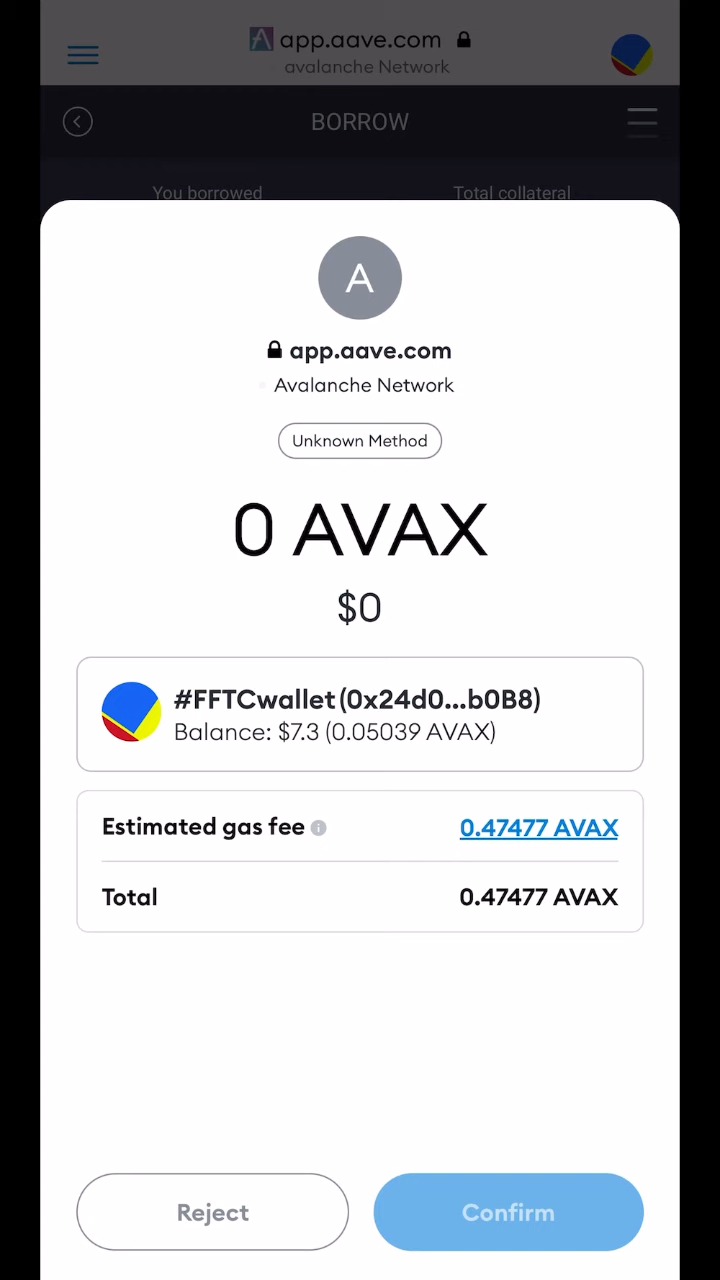 app.aave.com
avalanche Network
BORROW
You borrowed Total collateral
A
app.aave.com
Avalanche Network
Unknown Method
0 AVAX
$0
#FFTCwallet (0x24d0...b0B8)
Balance: $7.3 (0.05039 AVAX)
Estimated gas fee 0.47477 AVAX
Total 0.47477 AVAX
Reject Confirm